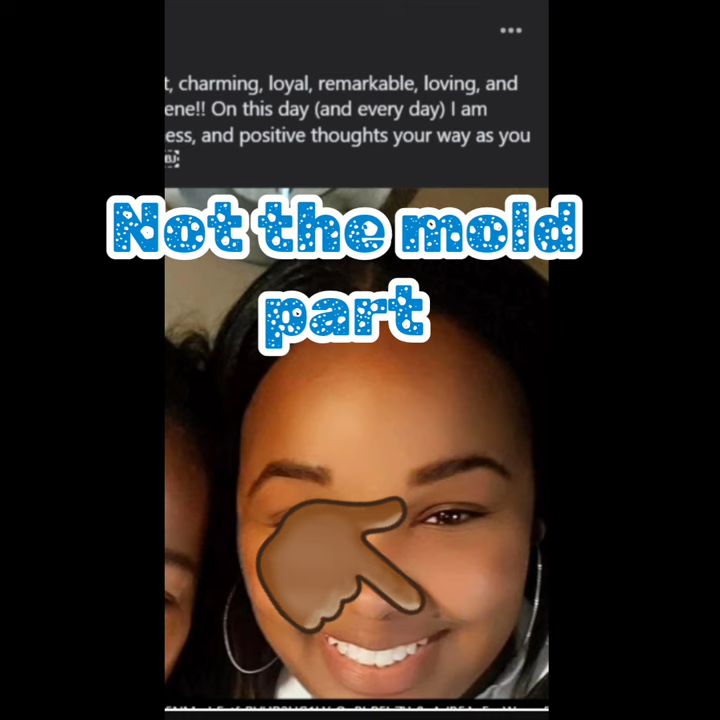 , charming, loyal, remarkable, loving, and
ene!! On this day (and every day) I am
ess, and positive thoughts your way as you
Not the mold
part